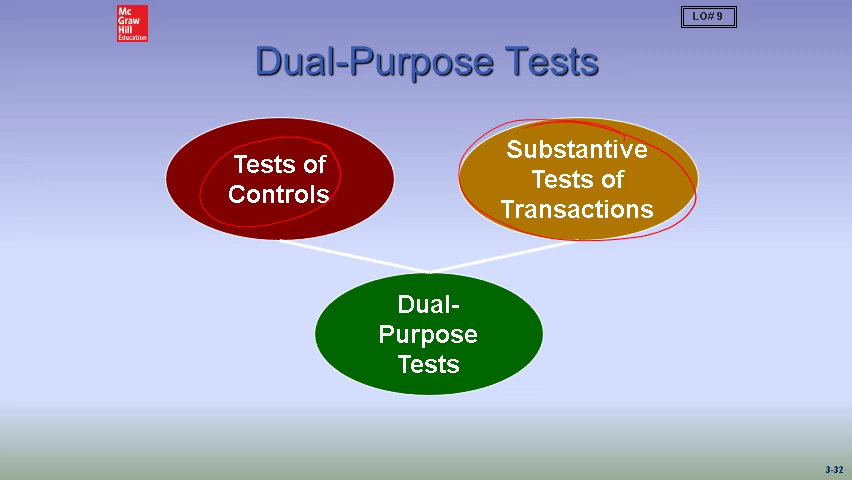 Mc
Graw
Hill
Education
LO# 9
Dual-Purpose Tests
Tests of
Controls
Substantive
Tests of
Transactions
Dual-
Purpose
Tests
3-32